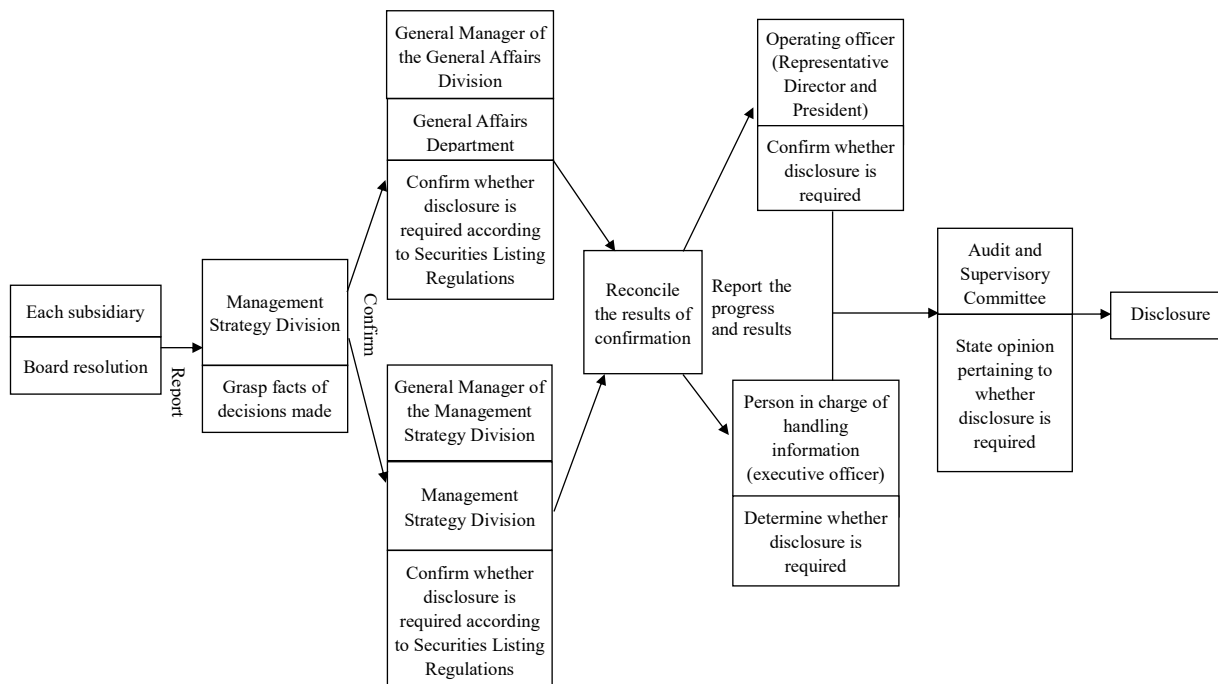 Each subsidiary
Board resolution
Report
Management
Strategy Division
Grasp facts of
decisions made
Confirm
General Manager of
the General Affairs
Division
General Affairs
Department
Confirm whether
disclosure is
required according
to Securities Listing
Regulations
General Manager of
the Management
Strategy Division
Management
Strategy Division
Confirm whether
disclosure is
required according
to Securities Listing
Regulations
Reconcile
the results of
confirmation
Report the
progress
and results
Operating officer
(Representative
Director and
President)
Confirm whether
disclosure is
required
Person in charge of
handling
information
(executive officer)
Determine whether
disclosure is
required
Audit and
Supervisory
Committee
State opinion
pertaining to
whether
disclosure is
required
Disclosure